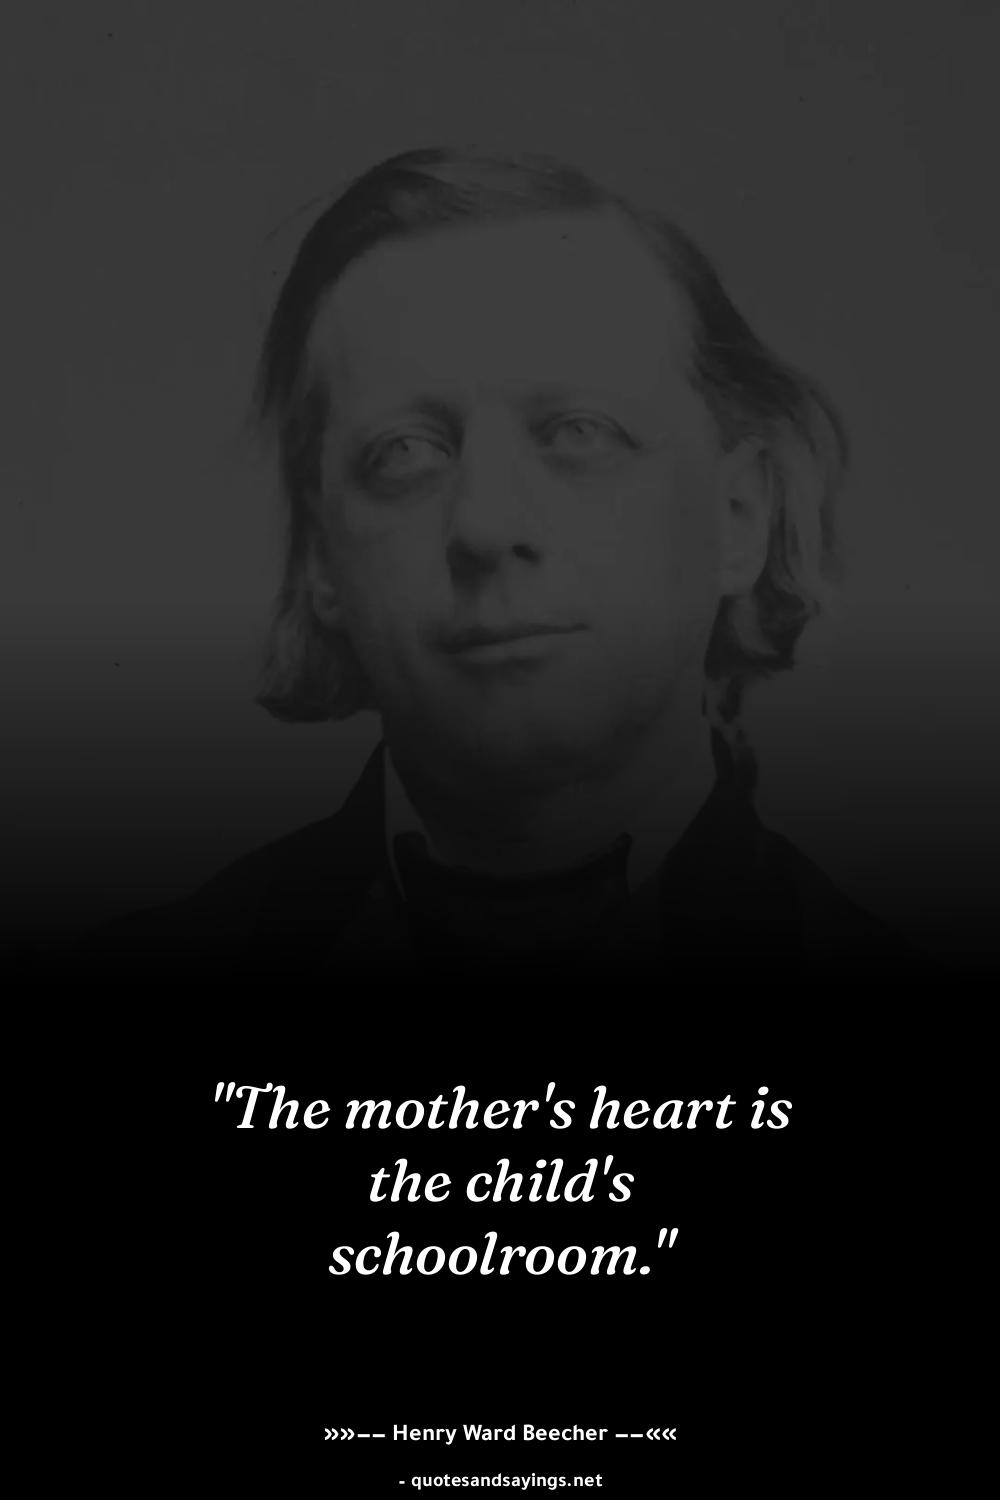 "The mother's heart is
the child's
schoolroom."
»»–– Henry Ward Beecher ––««
- quotesandsayings.net